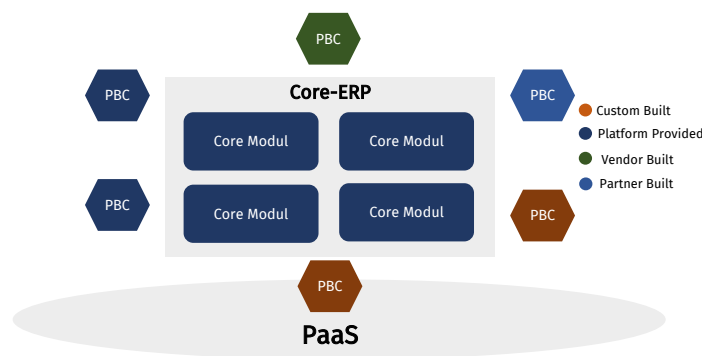 PBC
PBC
Core-ERP
PBC
Core Modul
Core Modul
Custom Built
Platform Provided
Vendor Built
Partner Built
PBC
Core Modul
Core Modul
PBC
PBC
PaaS